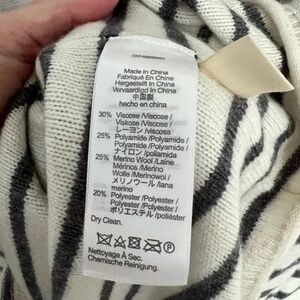 Made In China
Fabriqué En China
Hergestellt In China
Vervaardigd In China
中国製
hecho en china
30% Viscose/Viscose/
Viskose/Viscose/
レーヨン/viscosa
25% Polyamide/Polyamide/
Polyamide/Polyamide/
ナイロン/poliamida
25% Merino Wool/Laine
Mérinos/Merino
Wolle/Merinowol/
メリノウール/lana
merino
20% Polyester/Polyester/
Polyester/Polyester/
ポリエステル/poliéster
Dry Clean.
Nettoyage À Sec.
Chemische Reinigung.